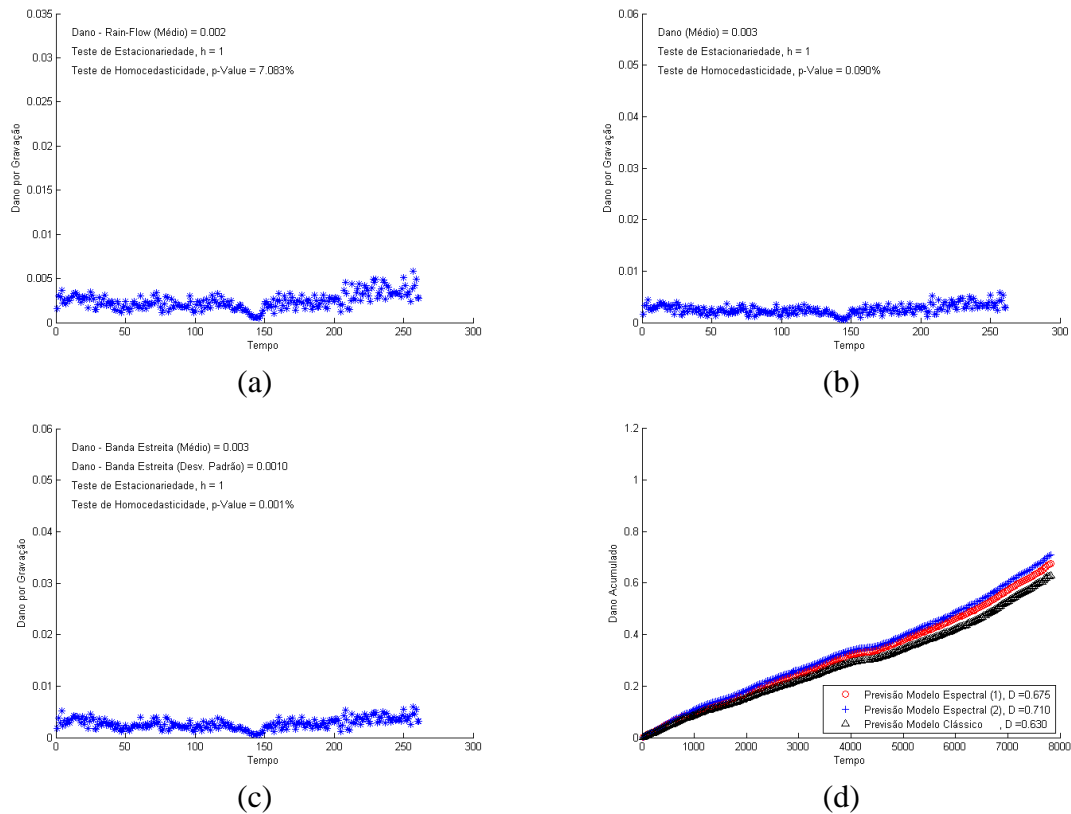 0.035
0.03
0.025
0.02
0.015
0.01
0.005
0
Dano por Gravação
Dano - Rain-Flow (Médio) = 0.002
Teste de Estacionariedade, h = 1
Teste de Homocedasticidade, p-Value = 7.083%
0 50 100 150 200 250 300
Tempo
(a)
0.06
0.05
0.04
0.03
0.02
0.01
0
Dano por Gravação
Dano (Médio) = 0.003
Teste de Estacionariedade, h = 1
Teste de Homocedasticidade, p-Value = 0.090%
0 50 100 150 200 250 300
Tempo
(b)
0.06
0.05
0.04
0.03
0.02
0.01
0
Dano por Gravação
Dano - Banda Estreita (Médio) = 0.003
Dano - Banda Estreita (Desv. Padrão) = 0.0010
Teste de Estacionariedade, h = 1
Teste de Homocedasticidade, p-Value = 0.001%
0 50 100 150 200 250 300
Tempo
(c)
1.2
1
0.8
0.6
0.4
0.2
0
Dano Acumulado
Previsão Modelo Espectral (1), D =0.675
Previsão Modelo Espectral (2), D =0.710
Previsão Modelo Clássico , D =0.630
0 1000 2000 3000 4000 5000 6000 7000 8000
Tempo
(d)